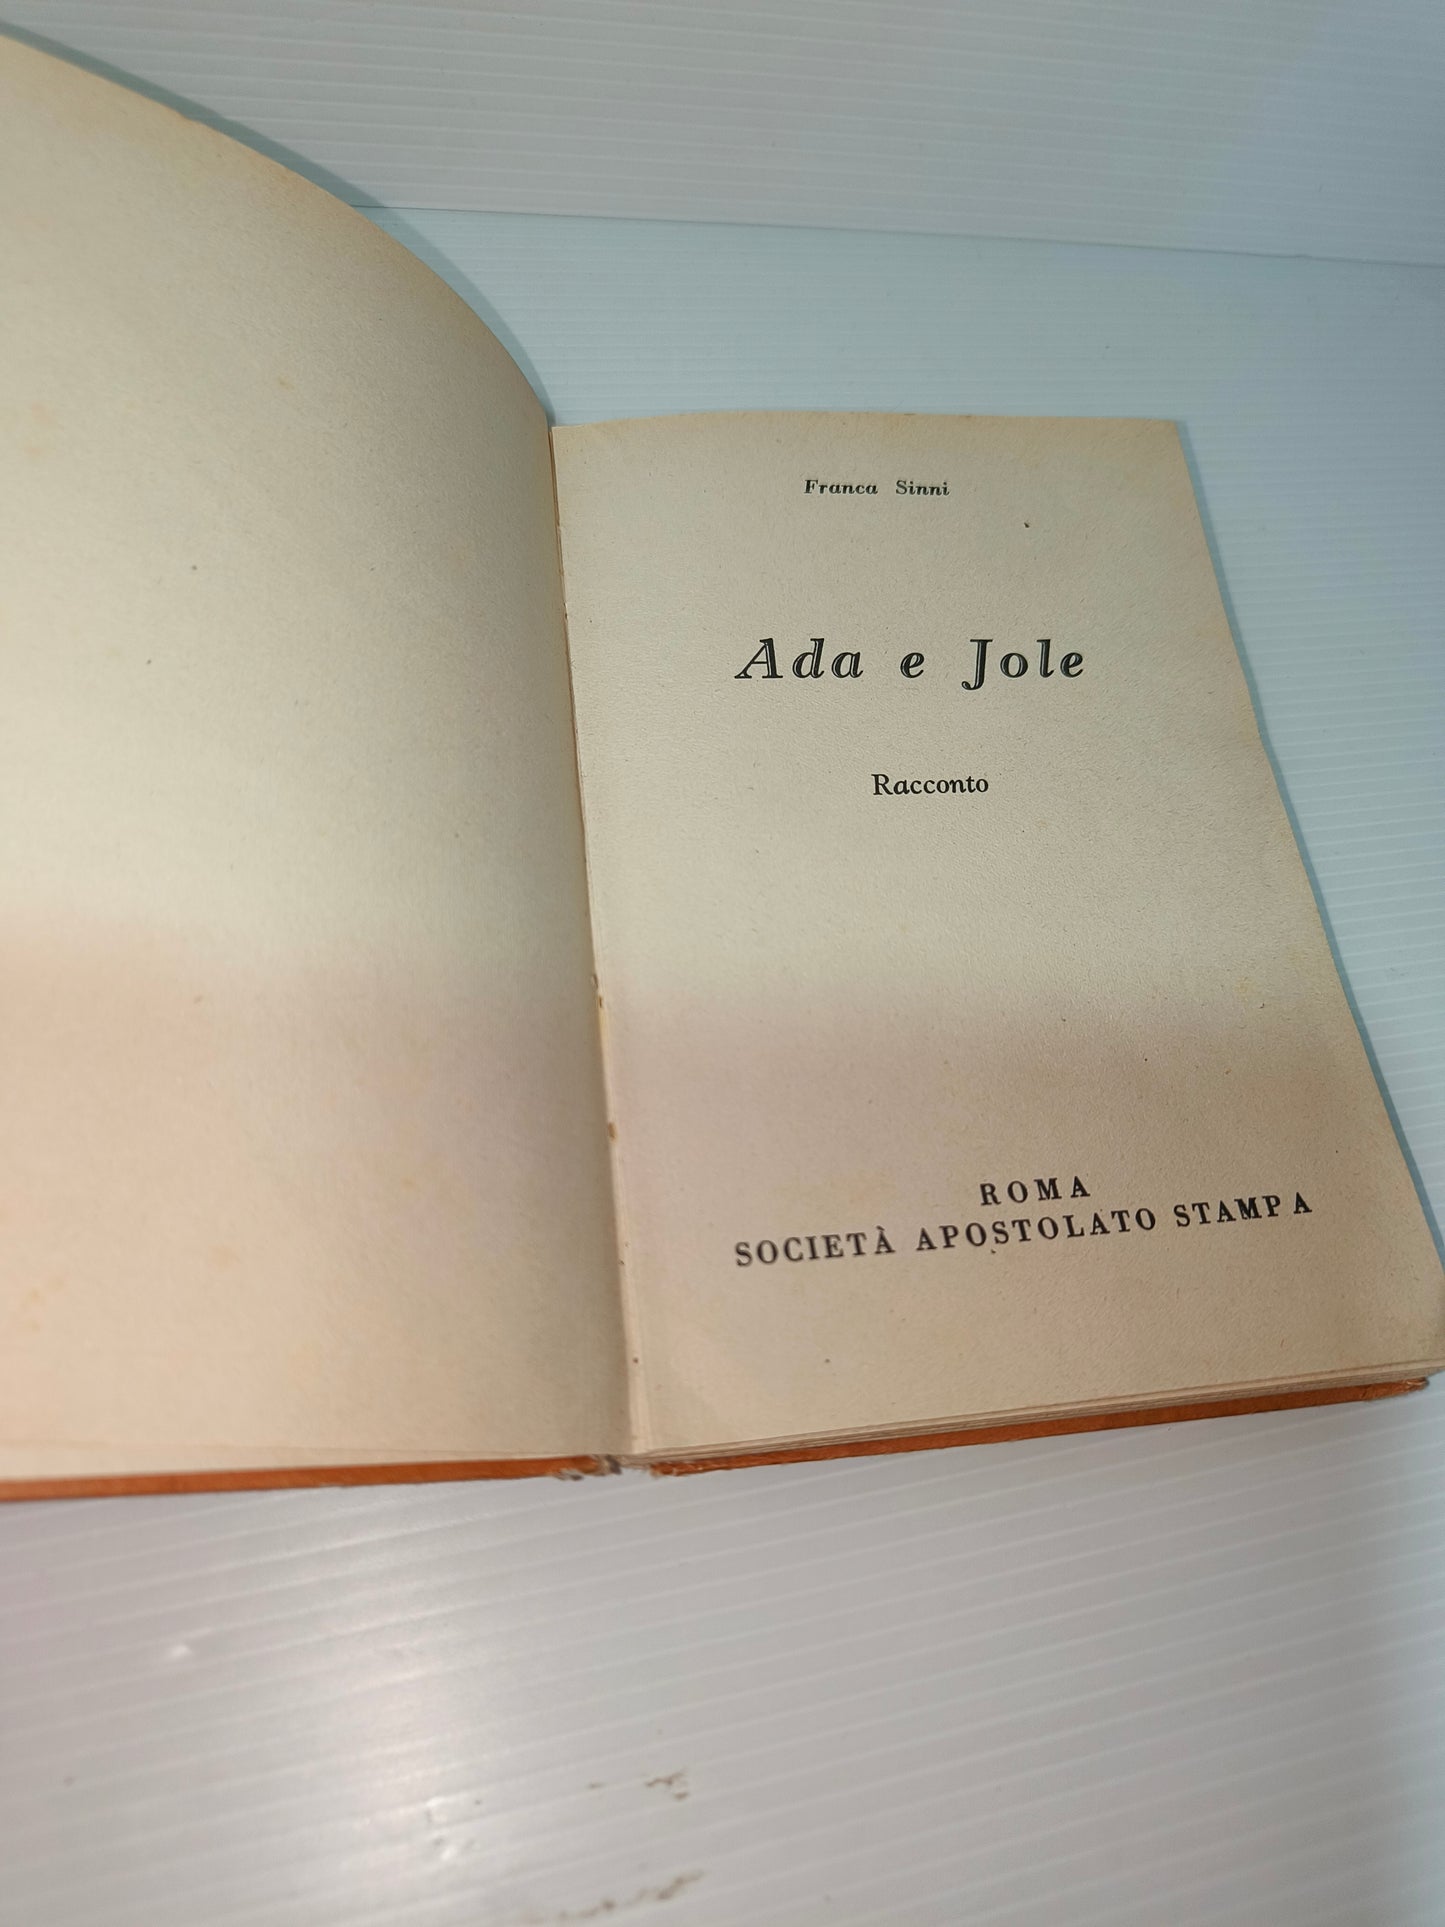 Franca Sinni
Ada e Jole
Racconto
ROMA
SOCIETÀ APOSTOLATO STAMPA